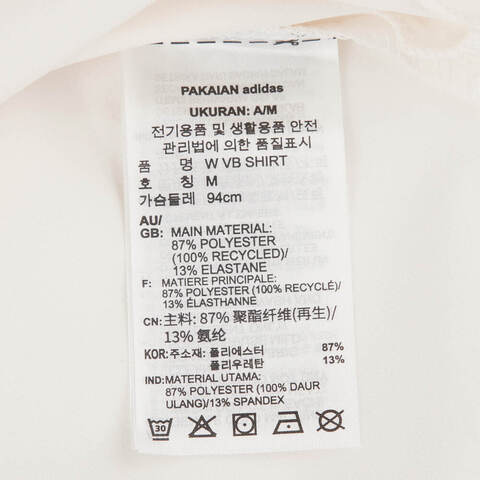 PAKAIAN adidas
UKURAN: A/M
전기용품 및 생활용품 안전
관리법에 의한 품질표시
품 명 W VB SHIRT
호 칭 M
가슴둘레 94cm
AU/
GB: MAIN MATERIAL:
87% POLYESTER
(100% RECYCLED)/
13% ELASTANE
F: MATIERE PRINCIPALE:
87% POLYESTER (100% RECYCLÉ)/
13% ÉLASTHANNE
CN:主料: 87% 聚酯纤维(再生)/
13% 氨纶
KOR:주소재: 폴리에스터 87%
폴리우레탄 13%
IND:MATERIAL UTAMA:
87% POLYESTER (100% DAUR
ULANG)/13% SPANDEX
30